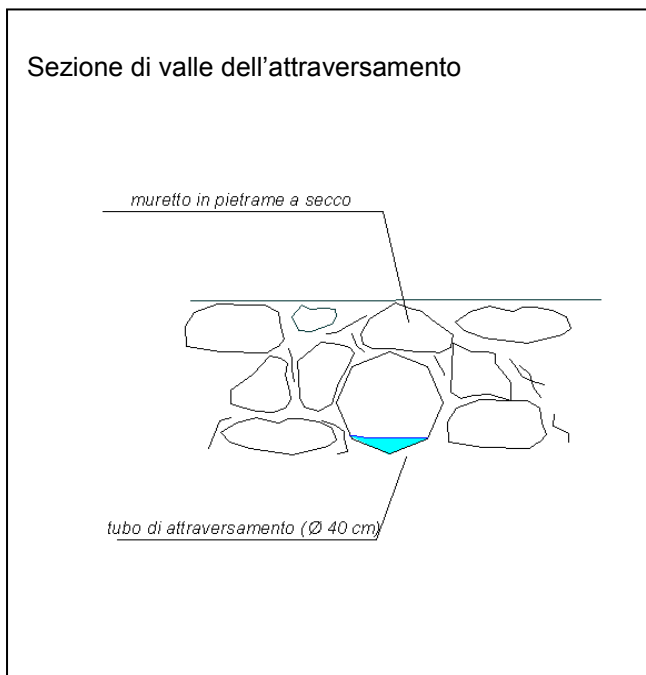 Sezione di valle dell’attraversamento
muretto in pietrame a secco
tubo di attraversamento (Ø 40 cm)